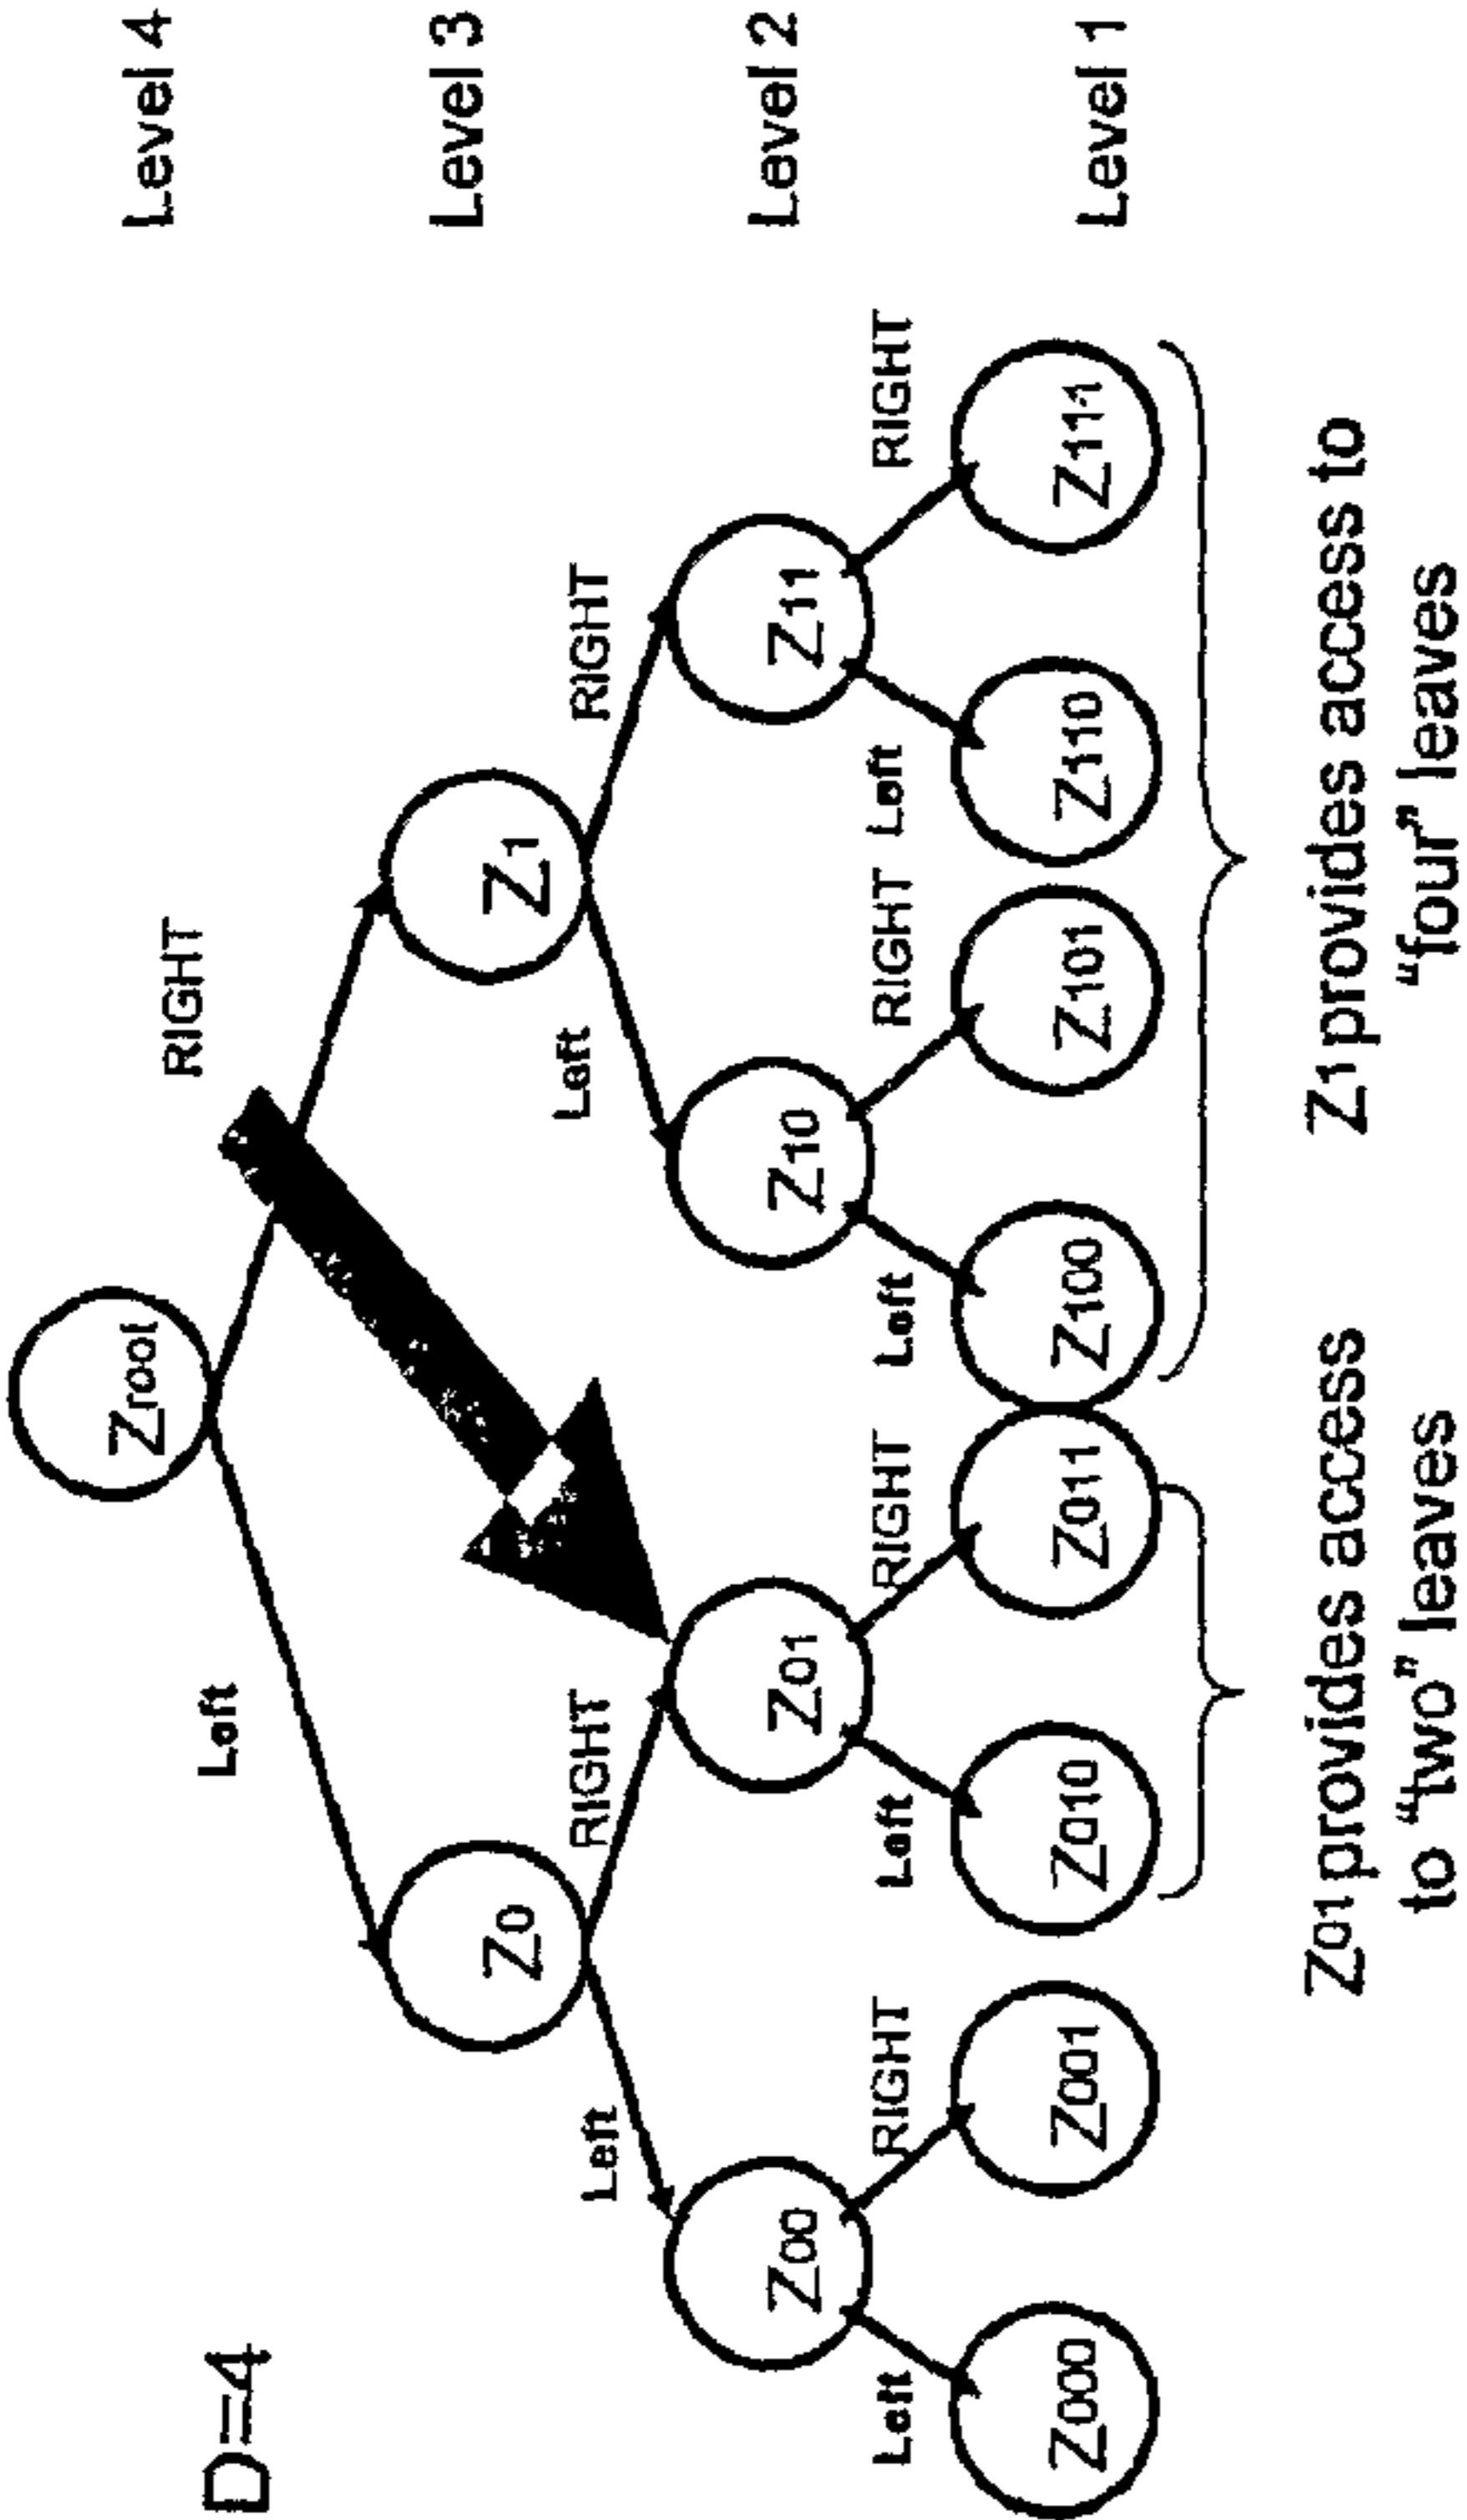 D=4
Zroot
Level 4
Left
RIGHT
Z0
Z1
Level 3
Left
RIGHT
Left
RIGHT
Z00
Z01
Z10
Z11
Level 2
Left
RIGHT
Left
RIGHT
Left
RIGHT
Left
RIGHT
Z000
Z001
Z010
Z011
Z100
Z101
Z110
Z111
Level 1
Z01 provides access
to “two” leaves
Z1 provides access to
“four” leaves